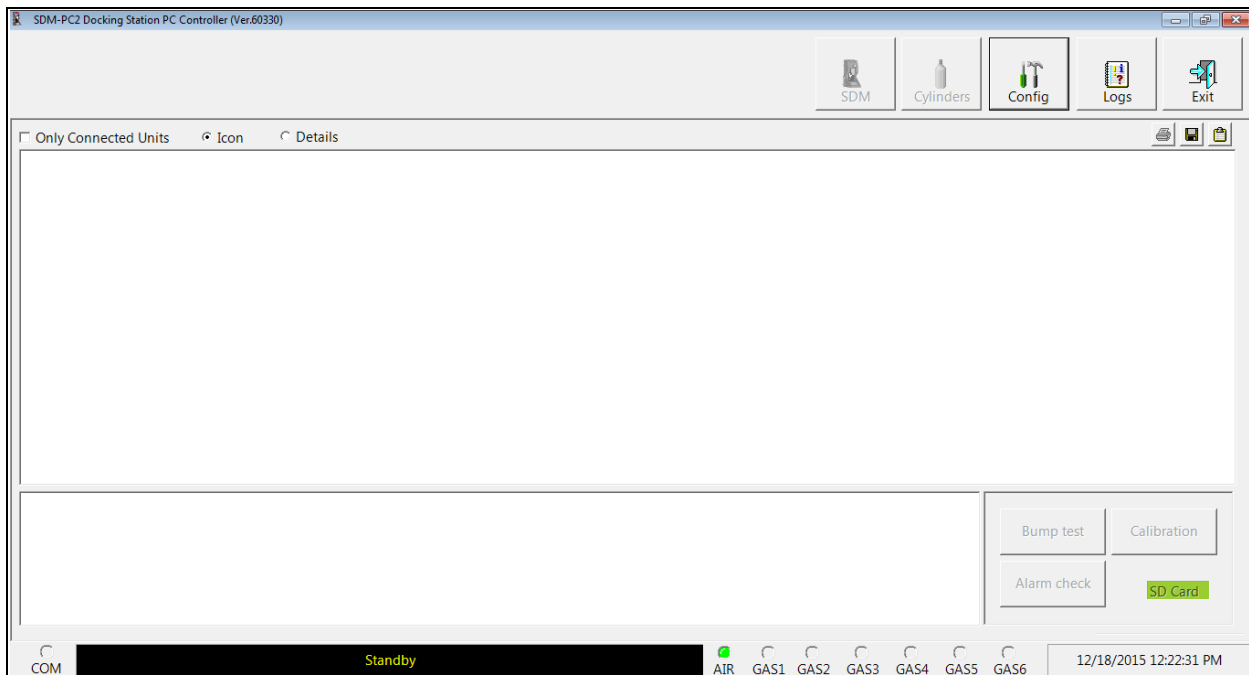 SDM-PC2 Docking Station PC Controller (Ver.60330)
SDM
Cylinders
Config
Logs
Exit
Only Connected Units
Icon
Details
Bump test
Calibration
Alarm check
SD Card
COM
Standby
AIR
GAS1
GAS2
GAS3
GAS4
GAS5
GAS6
12/18/2015 12:22:31 PM